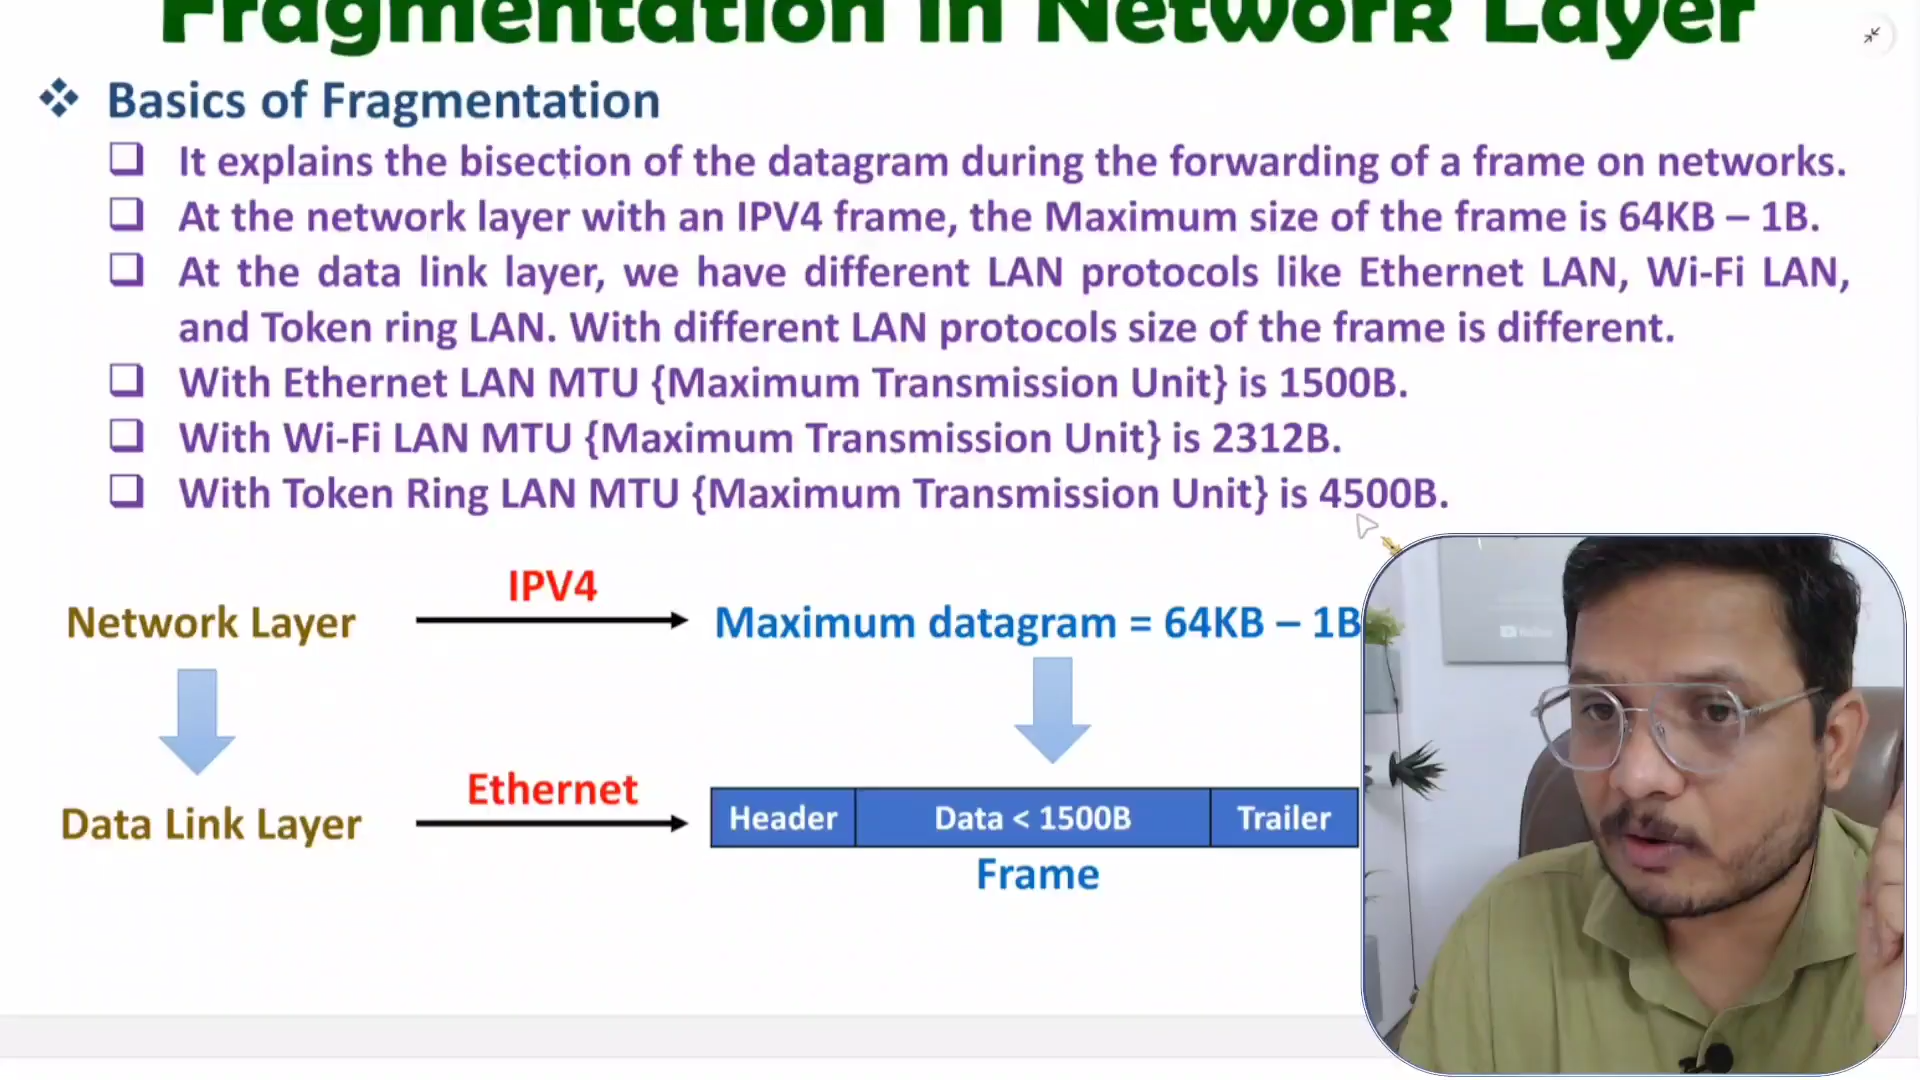 Fragmentation in Network Layer
Basics of Fragmentation
It explains the bisection of the datagram during the forwarding of a frame on networks.
At the network layer with an IPV4 frame, the Maximum size of the frame is 64KB – 1B.
At the data link layer, we have different LAN protocols like Ethernet LAN, Wi-Fi LAN,
and Token ring LAN. With different LAN protocols size of the frame is different.
With Ethernet LAN MTU {Maximum Transmission Unit} is 1500B.
With Wi-Fi LAN MTU {Maximum Transmission Unit} is 2312B.
With Token Ring LAN MTU {Maximum Transmission Unit} is 4500B.
IPV4
Network Layer
Maximum datagram = 64KB – 1B
Ethernet
Data Link Layer
Header
Data < 1500B
Trailer
Frame